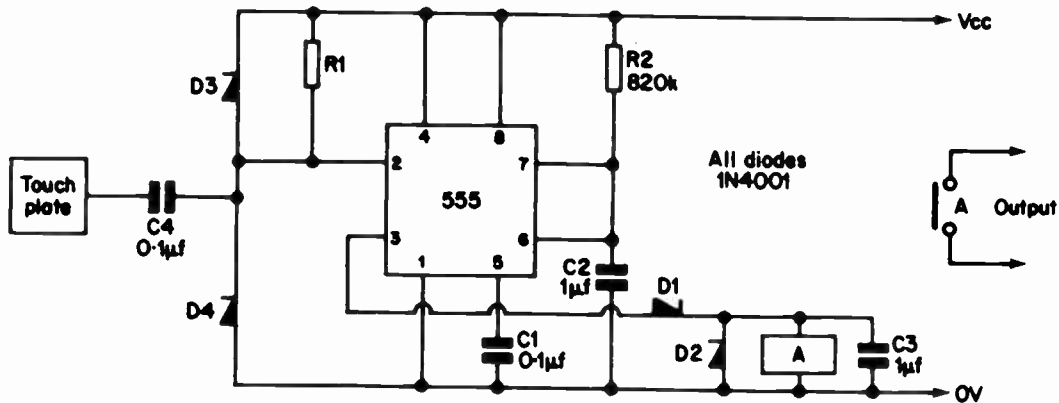 Vcc
R1
R2
820k
D3
4
8
2
7
Touch
plate
555
All diodes
1N4001
A
Output
C4
0·1µf
3
6
1
5
C2
1µf
D1
D4
C1
0·1µf
D2
A
C3
1µf
0V